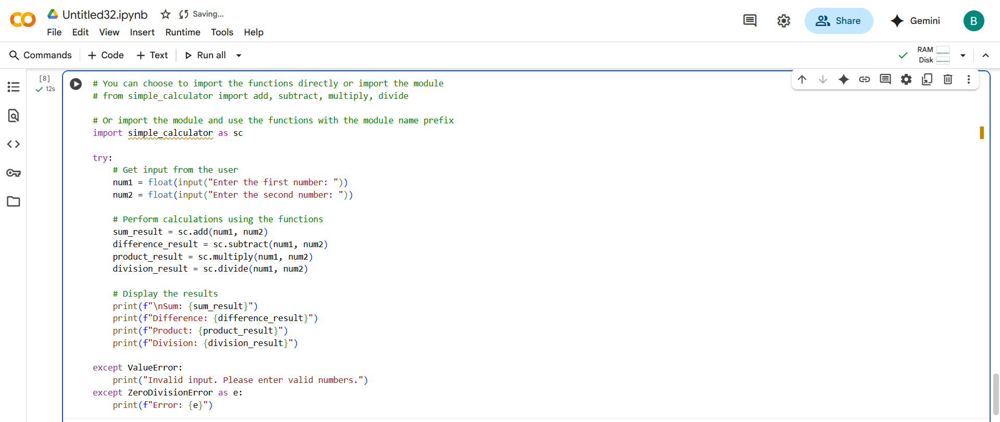 Untitled32.ipynb Saving...
Share Gemini B
File Edit View Insert Runtime Tools Help
Commands + Code + Text Run all
RAM
Disk
[8]
12s
# You can choose to import the functions directly or import the module
# from simple_calculator import add, subtract, multiply, divide
# Or import the module and use the functions with the module name prefix
import simple_calculator as sc
try:
    # Get input from the user
    num1 = float(input("Enter the first number: "))
    num2 = float(input("Enter the second number: "))
    # Perform calculations using the functions
    sum_result = sc.add(num1, num2)
    difference_result = sc.subtract(num1, num2)
    product_result = sc.multiply(num1, num2)
    division_result = sc.divide(num1, num2)
    # Display the results
    print(f"\nSum: {sum_result}")
    print(f"Difference: {difference_result}")
    print(f"Product: {product_result}")
    print(f"Division: {division_result}")
except ValueError:
    print("Invalid input. Please enter valid numbers.")
except ZeroDivisionError as e:
    print(f"Error: {e}")